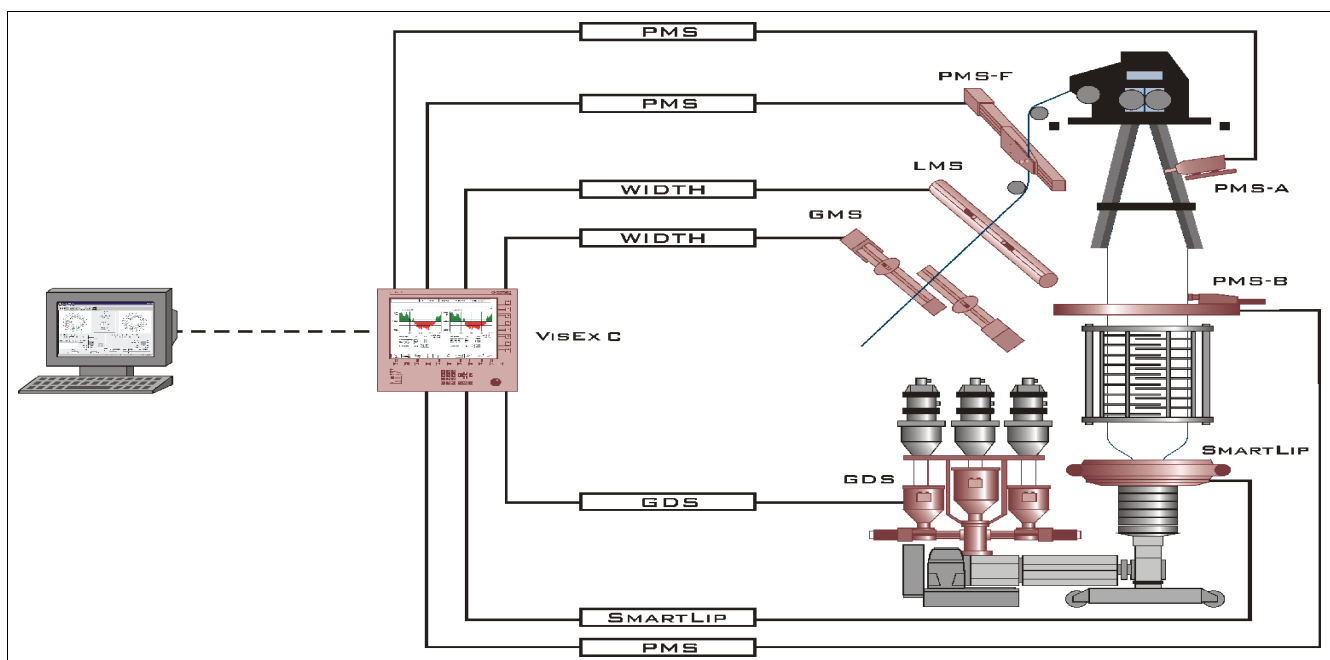 PMS
PMS-F
PMS
LMS
WIDTH
PMS-A
GMS
WIDTH
PMS-B
VISEX C
SMARTLIP
GDS
GDS
SMARTLIP
PMS